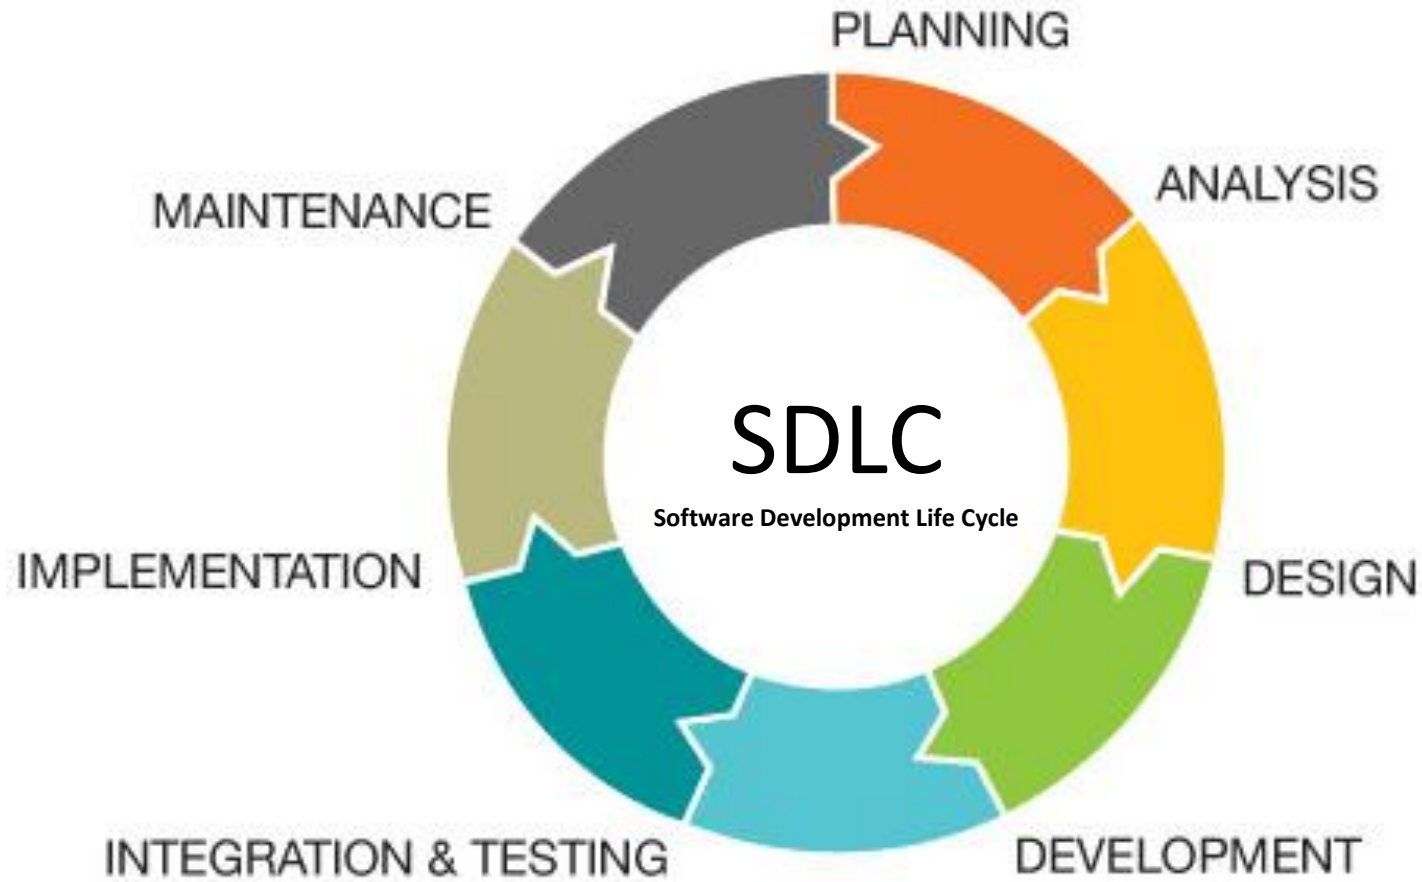 PLANNING
ANALYSIS
MAINTENANCE
SDLC
Software Development Life Cycle
IMPLEMENTATION
DESIGN
INTEGRATION & TESTING
DEVELOPMENT